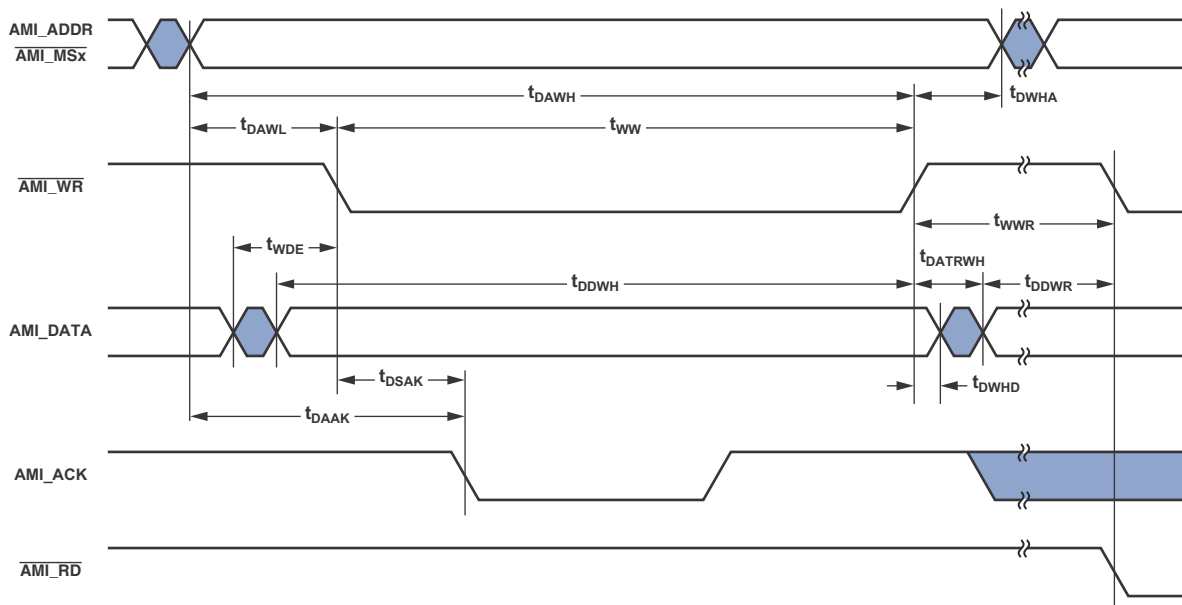 AMI_ADDR
AMI_MSx
tDAWH
tDWHA
tDAWL
tWW
AMI_WR
tWWR
tWDE
tDATRWH
tDDWH
tDDWR
AMI_DATA
tDSAK
tDWHD
tDAAK
AMI_ACK
AMI_RD